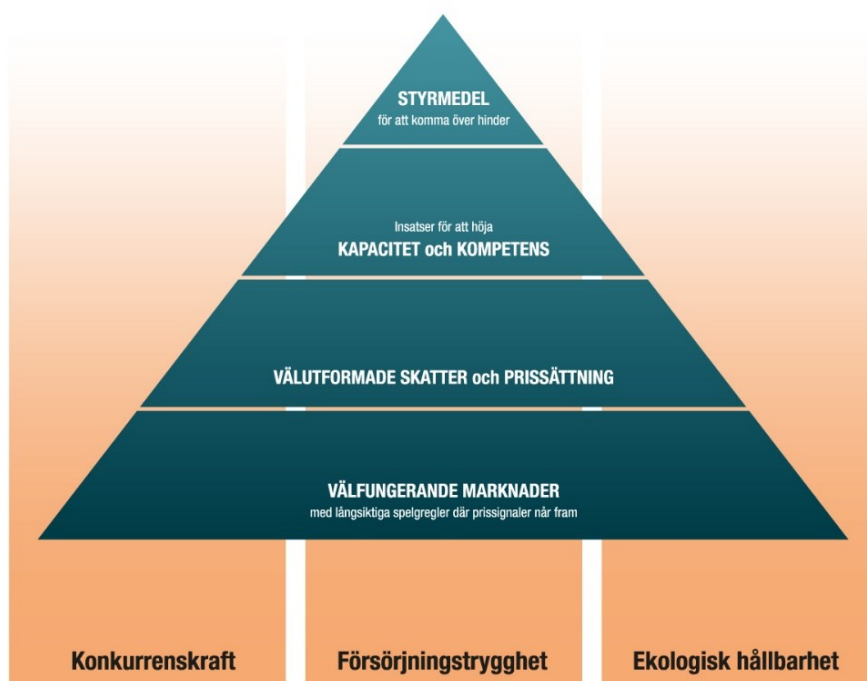 STYRMEDEL
för att komma över hinder
Insatser för att höja
KAPACITET och KOMPETENS
VÄLUTFORMADE SKATTER och PRISSÄTTNING
VÄLFUNGERANDE MARKNADER
med långsiktiga spelregler där prissignaler når fram
Konkurrenskraft
Försörjningstrygghet
Ekologisk hållbarhet